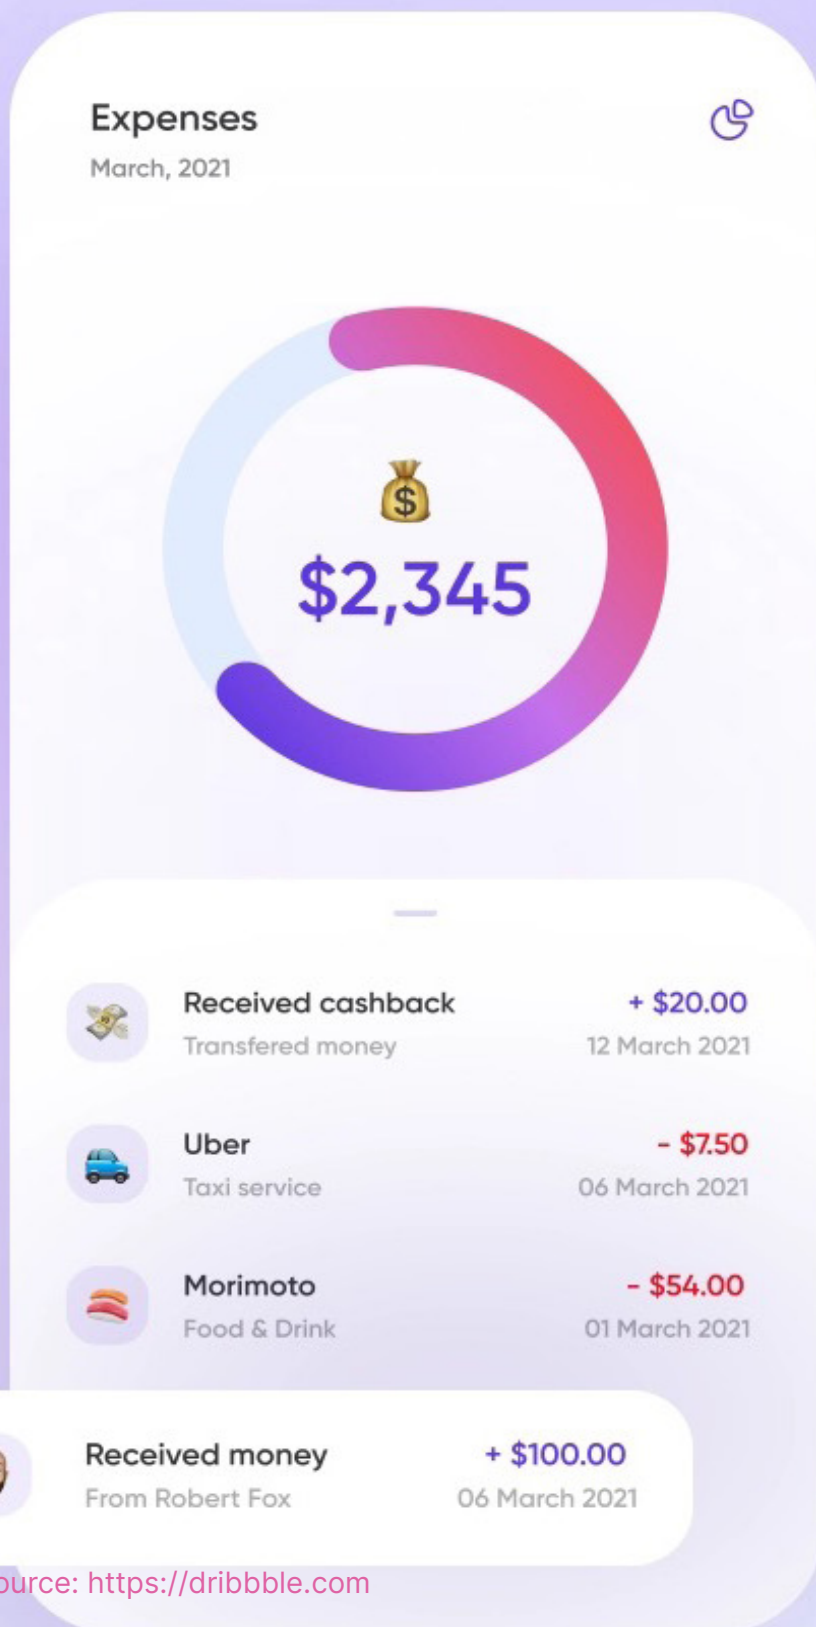 Expenses
March, 2021
$2,345
Received cashback
+ $20.00
Transfered money
12 March 2021
Uber
- $7.50
Taxi service
06 March 2021
Morimoto
- $54.00
Food & Drink
01 March 2021
Received money
+ $100.00
From Robert Fox
06 March 2021
ource: https://dribbble.com